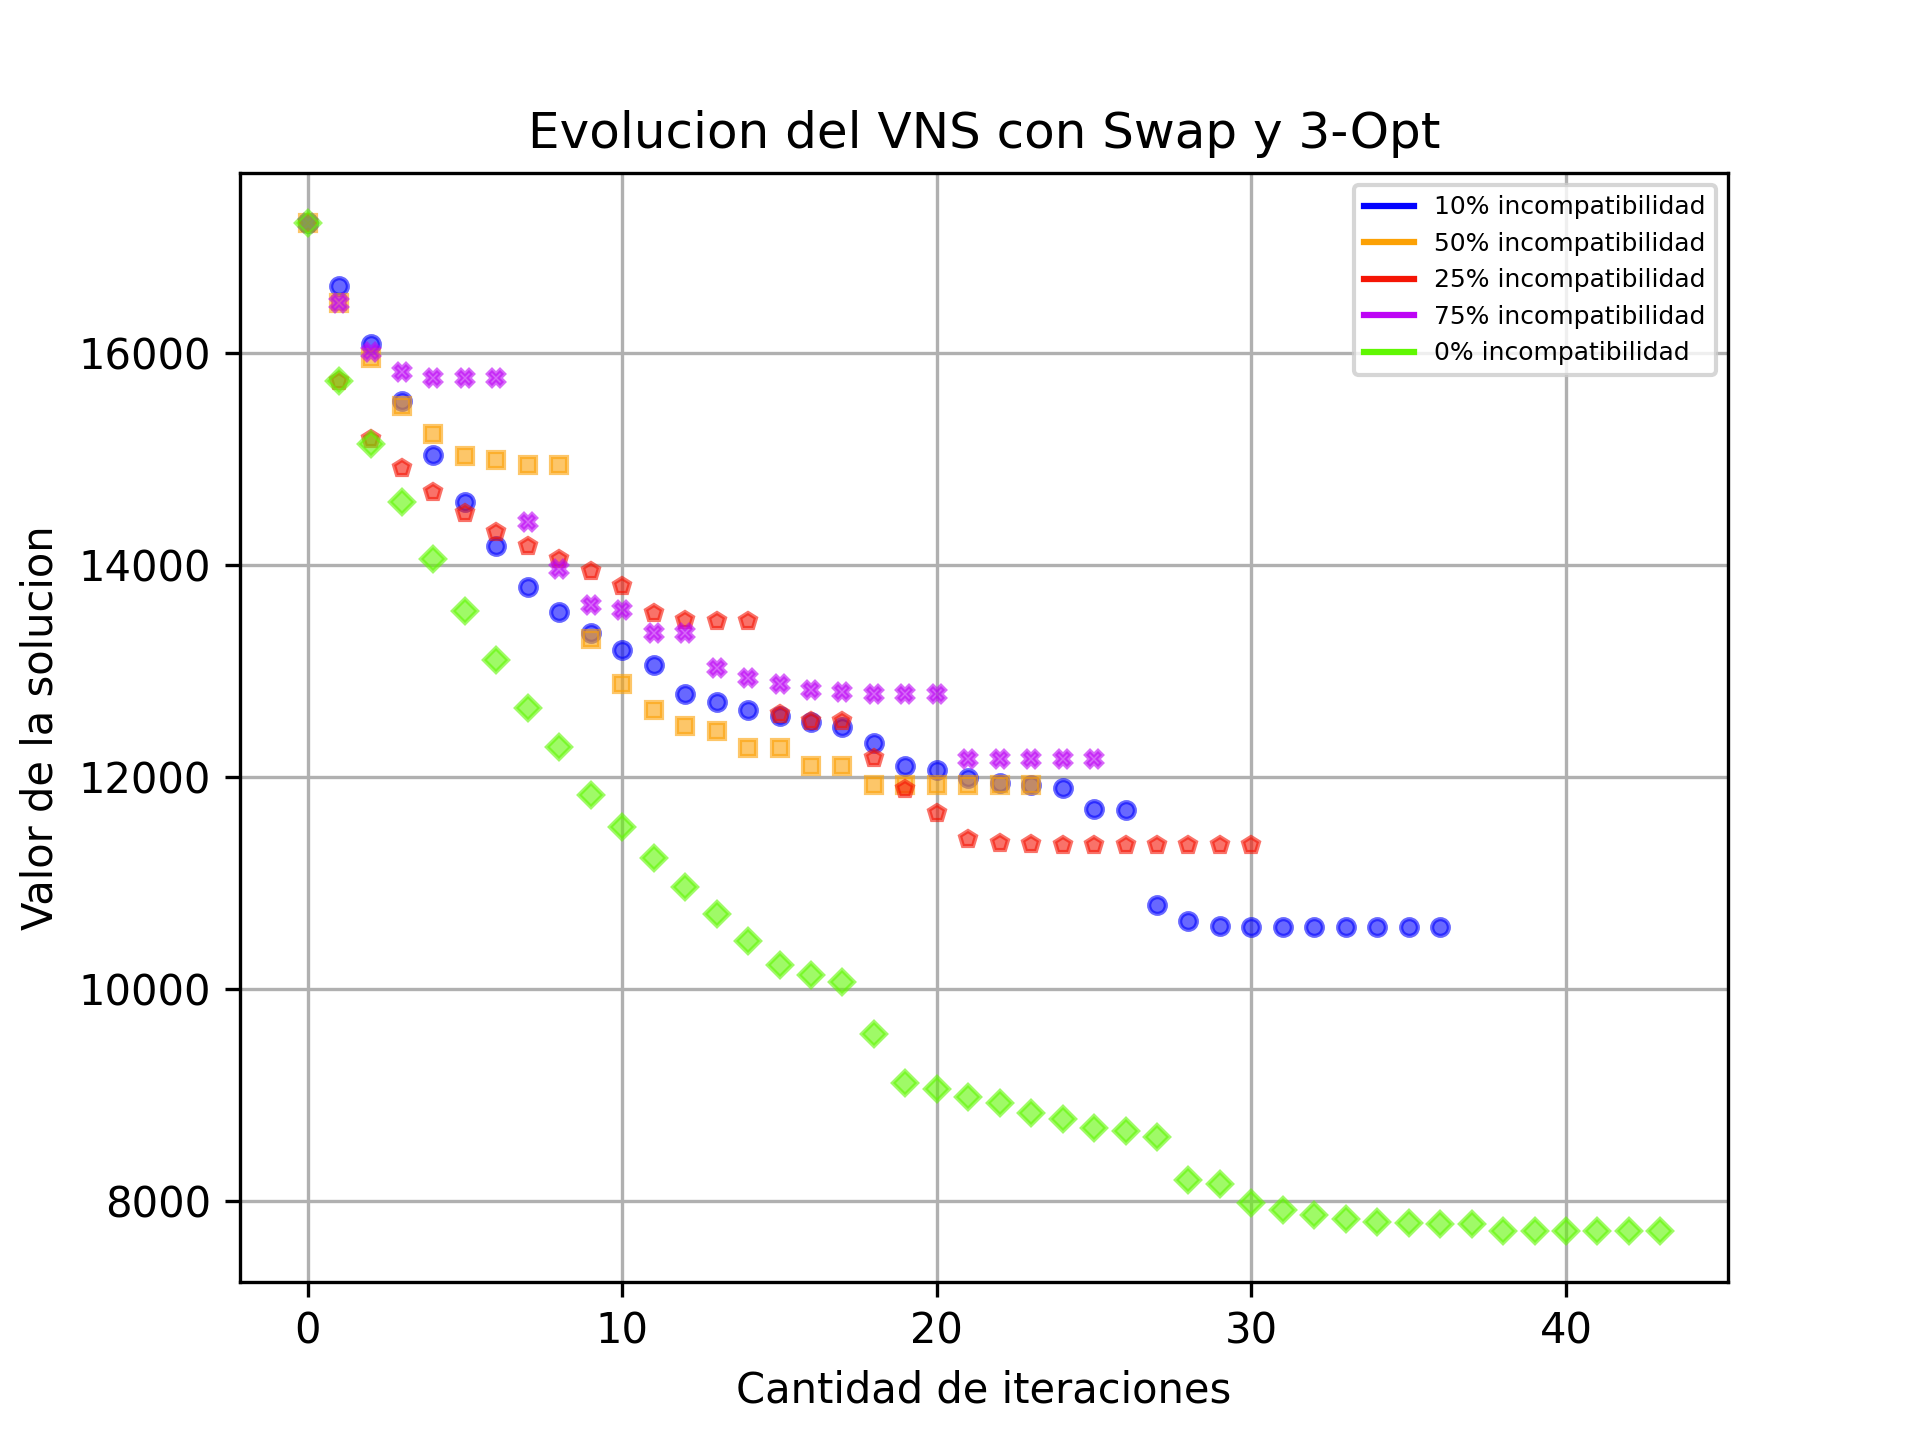 Evolucion del VNS con Swap y 3-Opt
10% incompatibilidad
50% incompatibilidad
25% incompatibilidad
75% incompatibilidad
0% incompatibilidad
Valor de la solucion
16000
14000
12000
10000
8000
0 10 20 30 40
Cantidad de iteraciones